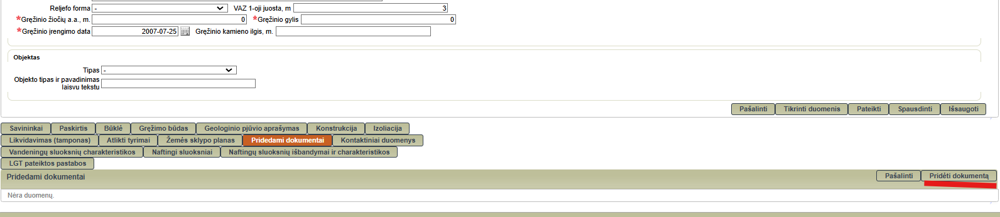 Reljefo forma - VAZ 1-oji juosta, m 3
*Gręžinio žiočių a.a., m. 0 *Gręžinio gylis 0
*Gręžinio įrengimo data 2007-07-25 Gręžinio kamieno ilgis, m.
Objektas
Tipas -
Objekto tipas ir pavadinimas
laisvu tekstu
Pašalinti Tikrinti duomenis Pateikti Spausdinti Išsaugoti
Savininkai Paskirtis Būklė Gręžimo būdas Geologinio pjūvio aprašymas Konstrukcija Izoliacija
Likvidavimas (tamponas) Atlikti tyrimai Žemės sklypo planas Pridedami dokumentai Kontaktiniai duomenys
Vandeningų sluoksnių charakteristikos Naftingi sluoksniai Naftingų sluoksnių išbandymai ir charakteristikos
LGT pateiktos pastabos
Pridedami dokumentai Pašalinti Pridėti dokumentą
Nėra duomenų.